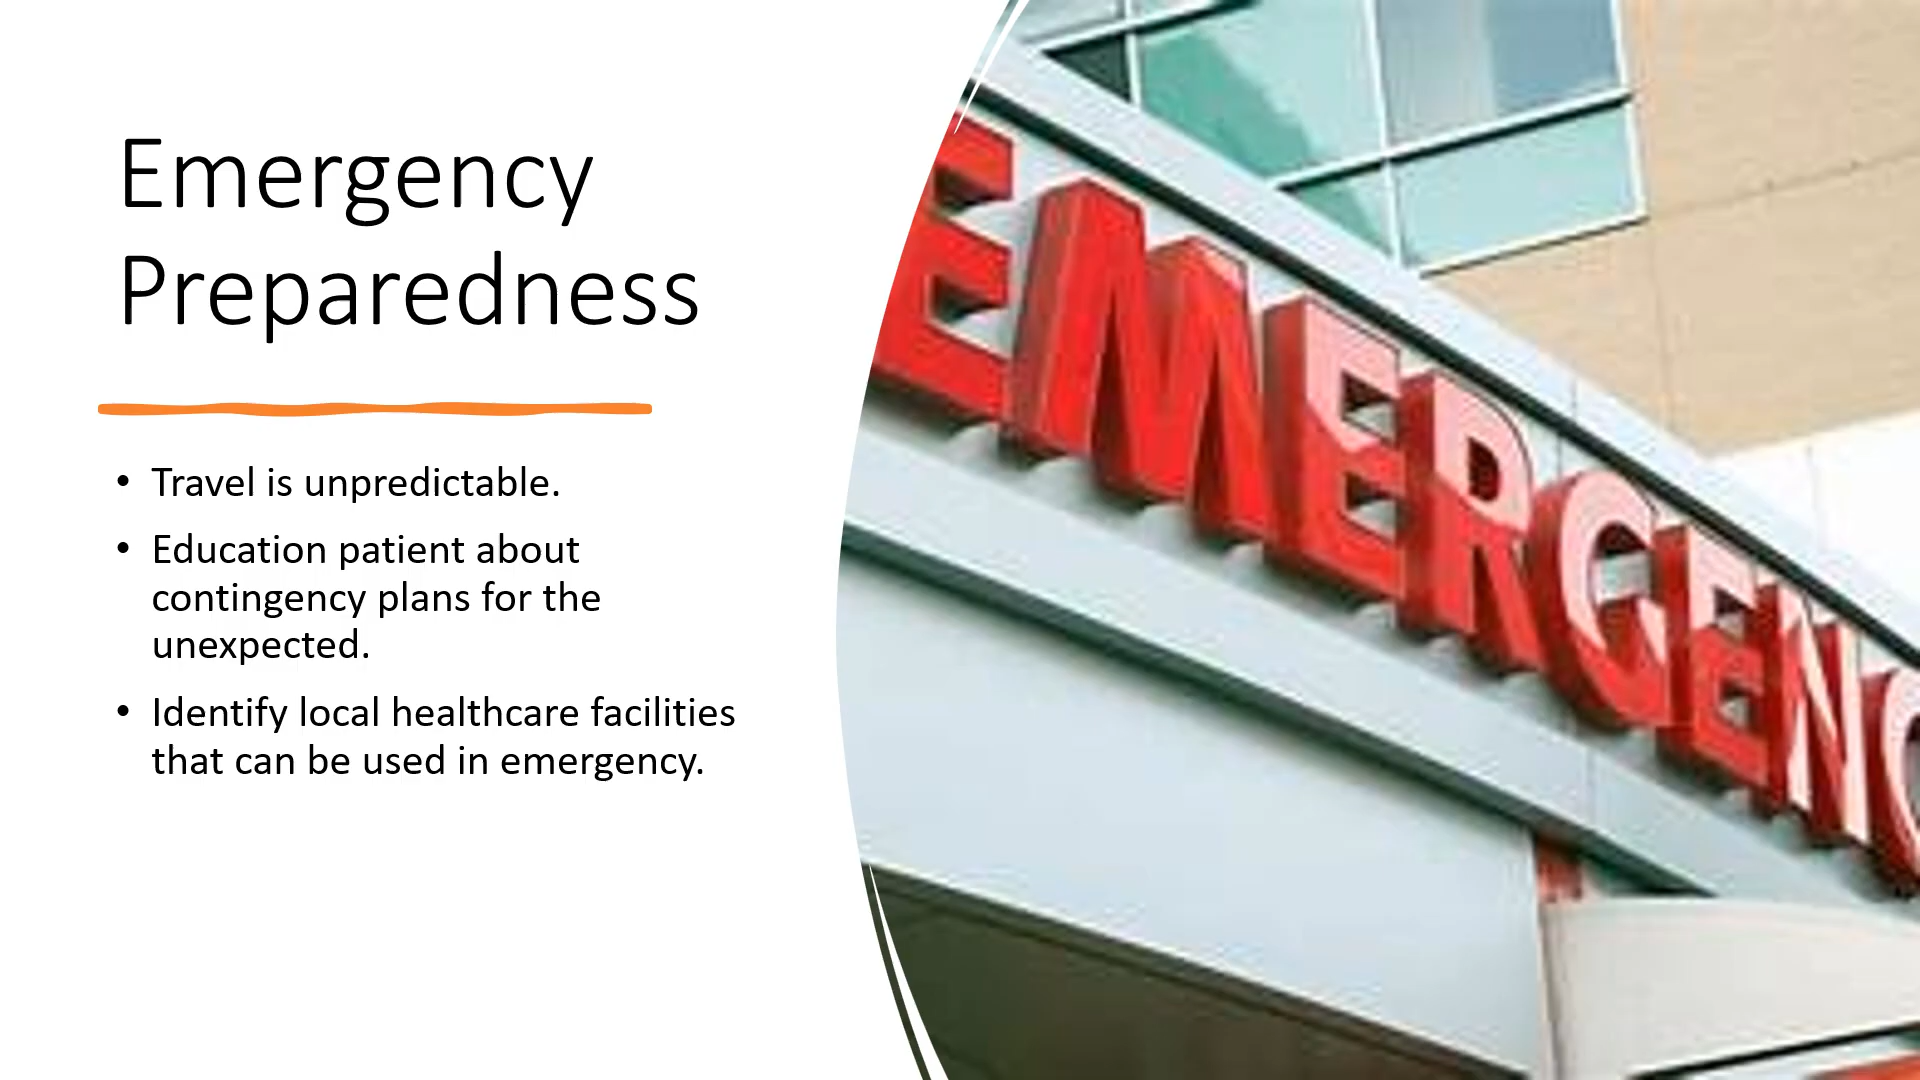 Emergency
Preparedness
• Travel is unpredictable.
• Education patient about
contingency plans for the
unexpected.
• Identify local healthcare facilities
that can be used in emergency.
EMERGENC